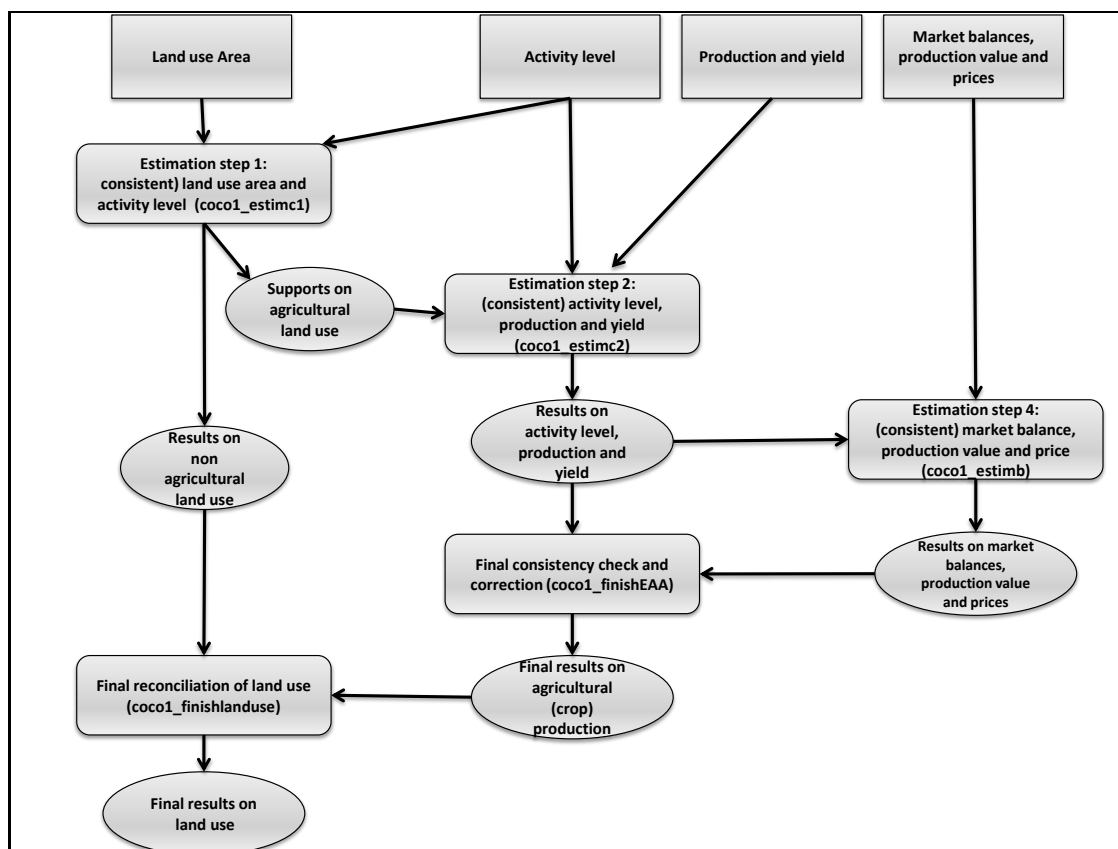 Land use Area
Activity level
Production and yield
Market balances,
production value and
prices
Estimation step 1:
consistent) land use area and
activity level (coco1_estimc1)
Supports on
agricultural
land use
Estimation step 2:
(consistent) activity level,
production and yield
(coco1_estimc2)
Results on
non
agricultural
land use
Results on
activity level,
production and
yield
Estimation step 4:
(consistent) market balance,
production value and price
(coco1_estimb)
Final consistency check and
correction (coco1_finishEAA)
Results on market
balances,
production value
and prices
Final reconciliation of land use
(coco1_finishlanduse)
Final results on
agricultural
(crop)
production
Final results on
land use